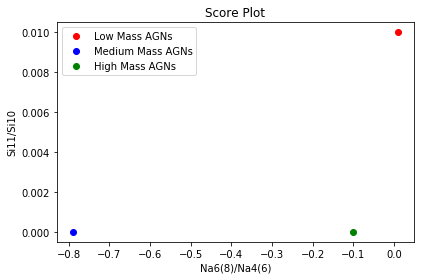 Score Plot
Low Mass AGNs
Medium Mass AGNs
High Mass AGNs
Si11/Si10
0.010
0.008
0.006
0.004
0.002
0.000
−0.8 −0.7 −0.6 −0.5 −0.4 −0.3 −0.2 −0.1 0.0
Na6(8)/Na4(6)